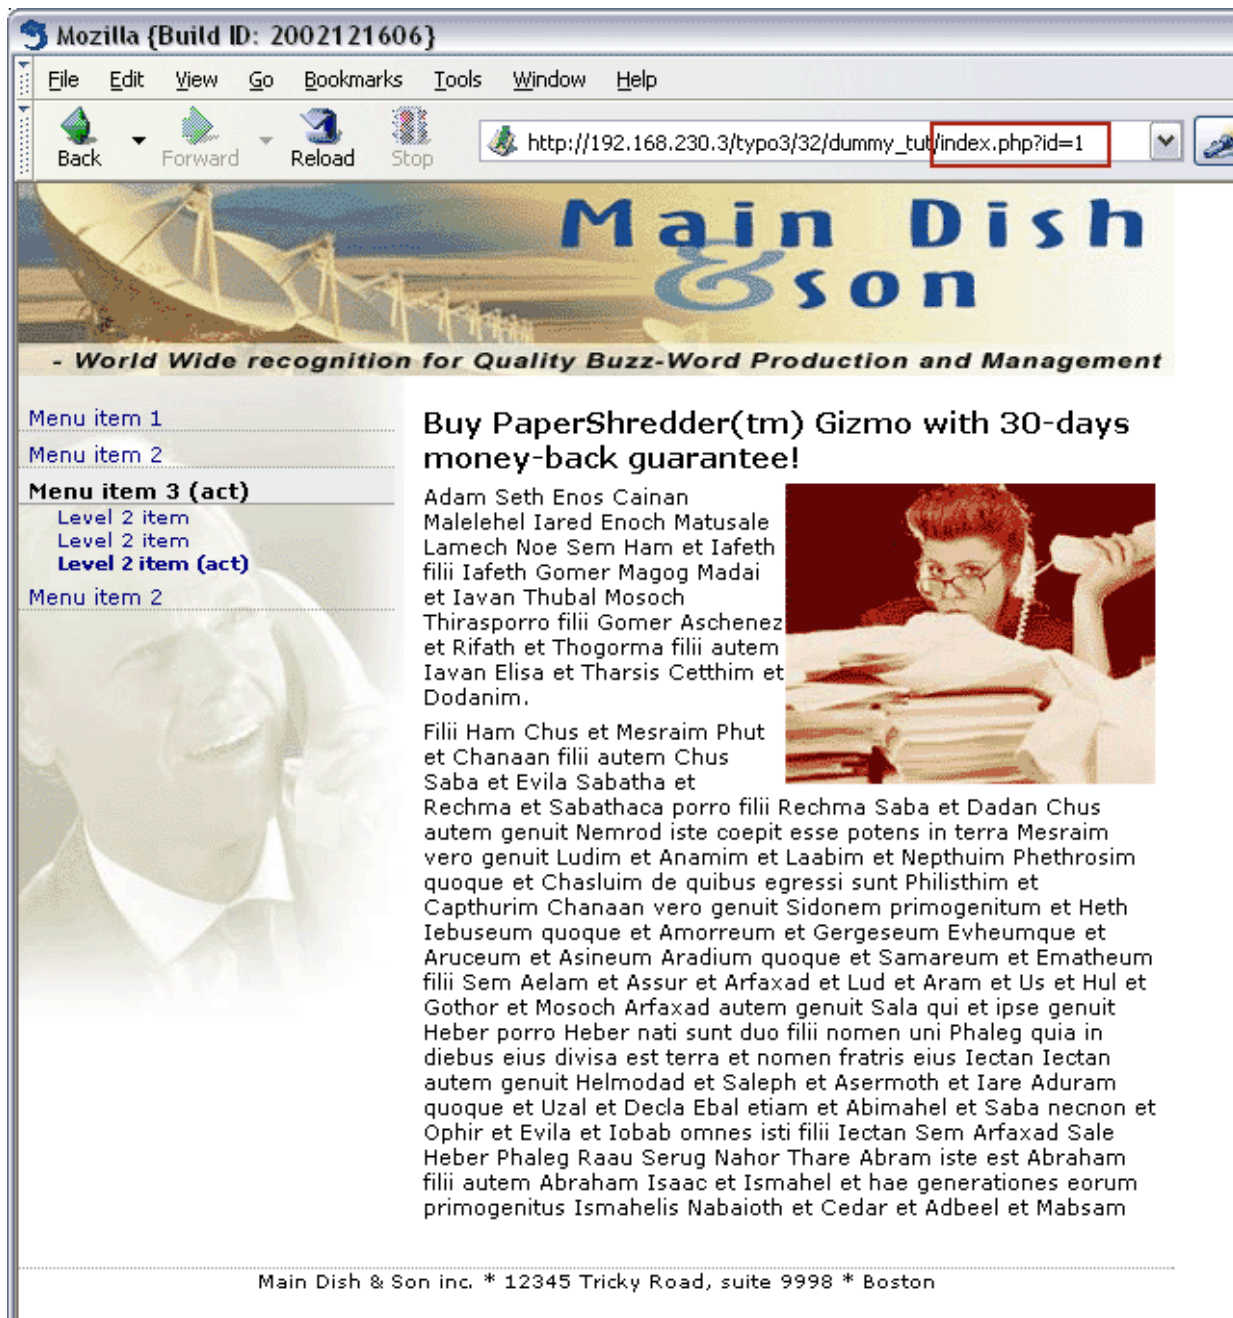 Mozilla {Build ID: 2002121606}
File Edit View Go Bookmarks Tools Window Help
Back Forward Reload Stop http://192.168.230.3/typo3/32/dummy_tut/index.php?id=1
Main Dish
& son
- World Wide recognition for Quality Buzz-Word Production and Management
Menu item 1
Menu item 2
Menu item 3 (act)
Level 2 item
Level 2 item
Level 2 item (act)
Menu item 2
Buy PaperShredder(tm) Gizmo with 30-days
money-back guarantee!
Adam Seth Enos Cainan
Malelehel Iared Enoch Matusale
Lamech Noe Sem Ham et Iafeth
filii Iafeth Gomer Magog Madai
et Iavan Thubal Mosoch
Thirasporro filii Gomer Aschenez
et Rifath et Thogorma filii autem
Iavan Elisa et Tharsis Cetthim et
Dodanim.
Filii Ham Chus et Mesraim Phut
et Chanaan filii autem Chus
Saba et Evila Sabatha et
Rechma et Sabathaca porro filii Rechma Saba et Dadan Chus
autem genuit Nemrod iste coepit esse potens in terra Mesraim
vero genuit Ludim et Anamim et Laabim et Nepthuim Phethrosim
quoque et Chasluim de quibus egressi sunt Philisthim et
Capthurim Chanaan vero genuit Sidonem primogenitum et Heth
Iebuseum quoque et Amorreum et Gergeseum Evheumque et
Aruceum et Asineum Aradium quoque et Samareum et Ematheum
filii Sem Aelam et Assur et Arfaxad et Lud et Aram et Us et Hul et
Gothor et Mosoch Arfaxad autem genuit Sala qui et ipse genuit
Heber porro Heber nati sunt duo filii nomen uni Phaleg quia in
diebus eius divisa est terra et nomen fratris eius Iectan Iectan
autem genuit Helmodad et Saleph et Asermoth et Iare Aduram
quoque et Uzal et Decla Ebal etiam et Abimahel et Saba necnon et
Ophir et Evila et Iobab omnes isti filii Iectan Sem Arfaxad Sale
Heber Phaleg Raau Serug Nahor Thare Abram iste est Abraham
filii autem Abraham Isaac et Ismahel et hae generationes eorum
primogenitus Ismahelis Nabaioth et Cedar et Adbeel et Mabsam
Main Dish & Son inc. * 12345 Tricky Road, suite 9998 * Boston